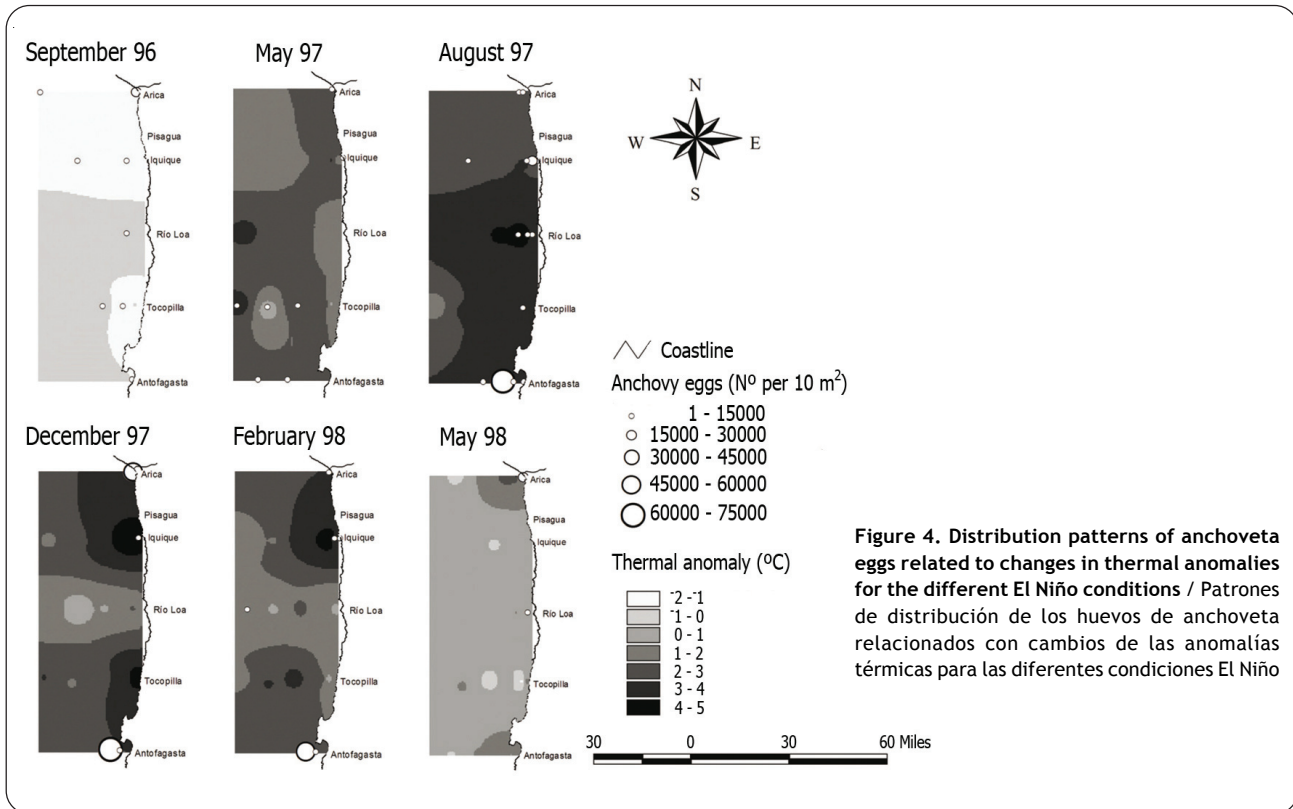 September 96
Arica
Pisagua
Iquique
Río Loa
Tocopilla
Antofagasta
May 97
Arica
Pisagua
Iquique
Río Loa
Tocopilla
Antofagasta
August 97
Arica
Pisagua
Iquique
Río Loa
Tocopilla
Antofagasta
N
W E
S
December 97
Arica
Pisagua
Iquique
Río Loa
Tocopilla
Antofagasta
February 98
Arica
Pisagua
Iquique
Río Loa
Tocopilla
Antofagasta
May 98
Arica
Pisagua
Iquique
Río Loa
Tocopilla
Antofagasta
Coastline
Anchovy eggs (Nº per 10 m²)
1 - 15000
15000 - 30000
30000 - 45000
45000 - 60000
60000 - 75000
Thermal anomaly (ºC)
-2 - -1
-1 - 0
0 - 1
1 - 2
2 - 3
3 - 4
4 - 5
30 0 30 60 Miles
Figure 4. Distribution patterns of anchoveta
eggs related to changes in thermal anomalies
for the different El Niño conditions / Patrones
de distribución de los huevos de anchoveta
relacionados con cambios de las anomalías
térmicas para las diferentes condiciones El Niño